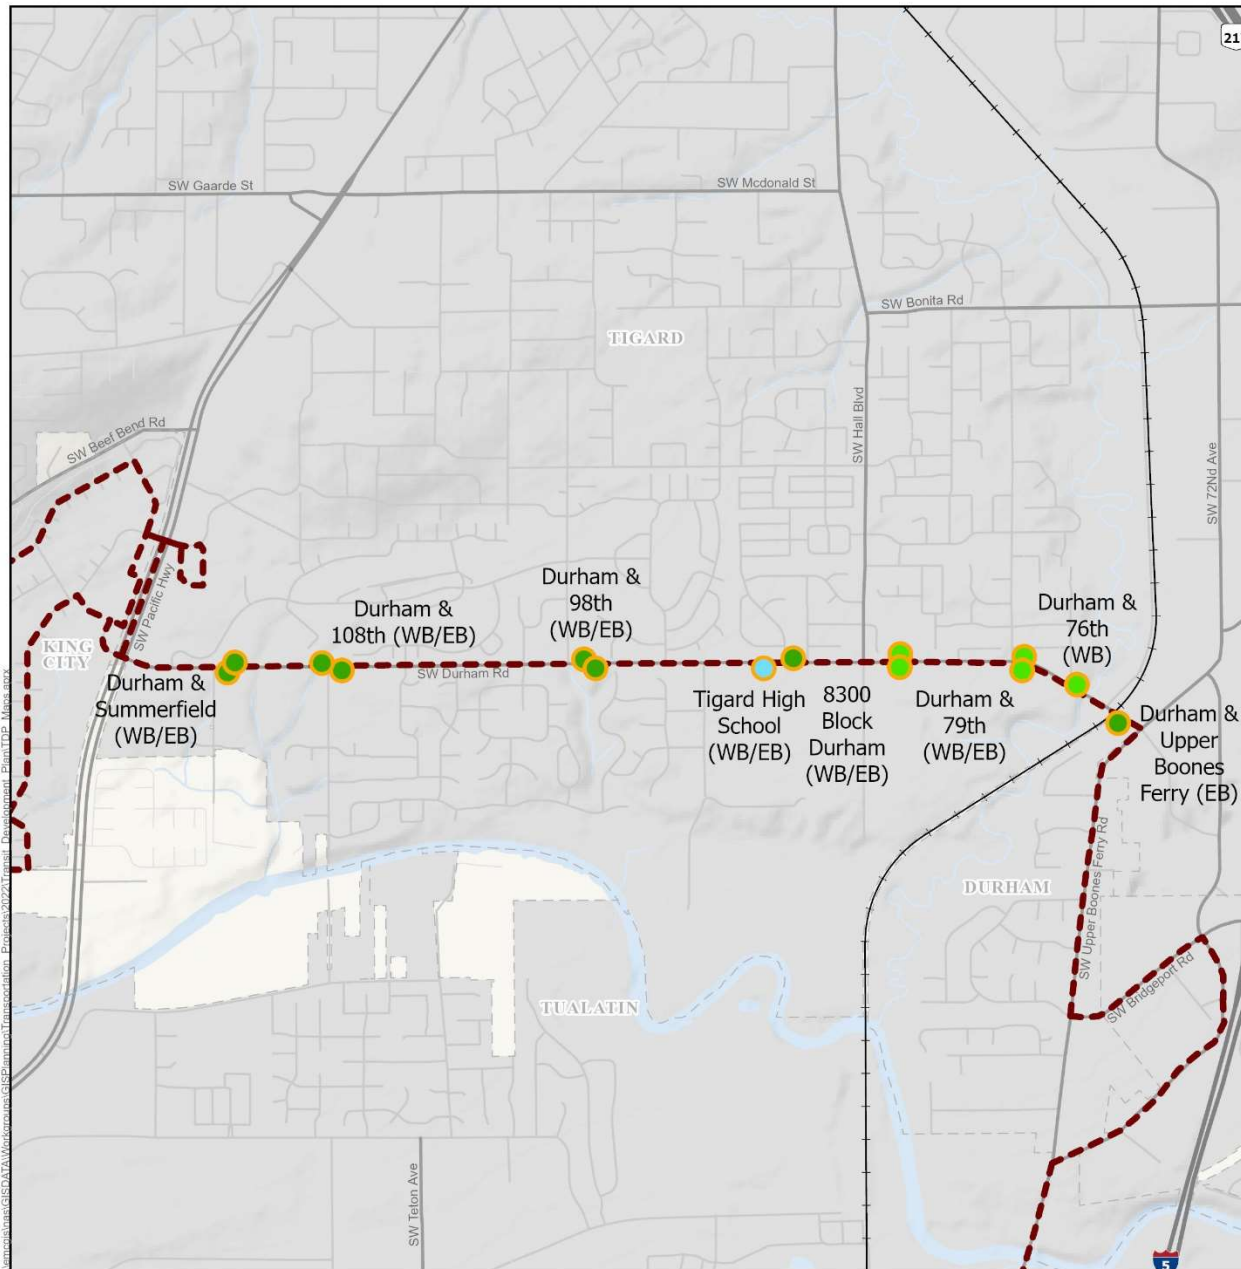 21
SW Gaarde St
SW Mcdonald St
SW Bonita Rd
TIGARD
SW Hall Blvd
SW Beef Bend Rd
SW 72Nd Ave
SW Pacific Hwy
KING
CITY
Durham &
Summerfield
(WB/EB)
Durham &
108th (WB/EB)
Durham &
98th
(WB/EB)
SW Durham Rd
Tigard High
School
(WB/EB)
8300
Block
Durham
(WB/EB)
Durham &
79th
(WB/EB)
Durham &
76th
(WB)
Durham &
Upper
Boones
Ferry (EB)
SW Upper Boones Ferry Rd
DURHAM
SW Bridgeport Rd
TUALATIN
SW Teton Ave
5